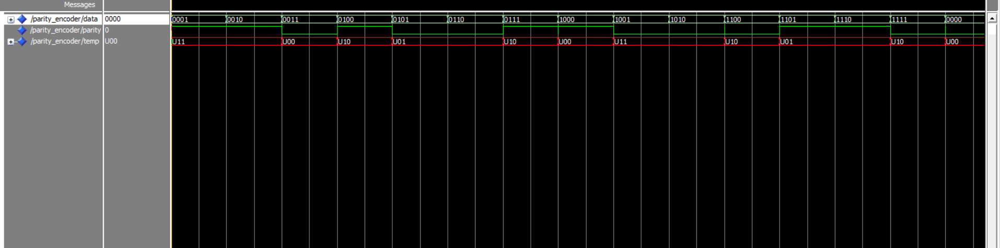 Messages
/parity_encoder/data 0000 0001 0010 0011 0100 0101 0110 0111 1000 1001 1010 1100 1101 1110 1111 0000
/parity_encoder/parity 0
/parity_encoder/temp U00 U11 U00 U10 U01 U10 U00 U11 U10 U01 U10 U00